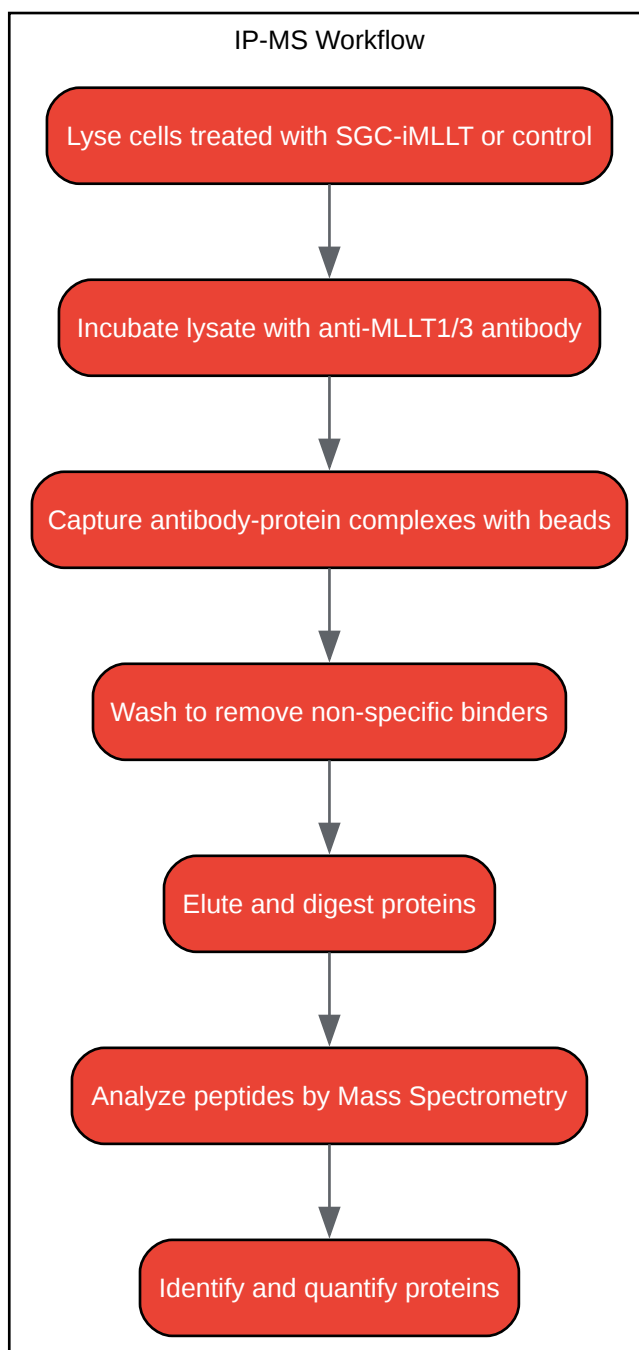 IP-MS Workflow
Lyse cells treated with SGC-iMLLT or control
Incubate lysate with anti-MLLT1/3 antibody
Capture antibody-protein complexes with beads
Wash to remove non-specific binders
Elute and digest proteins
Analyze peptides by Mass Spectrometry
Identify and quantify proteins